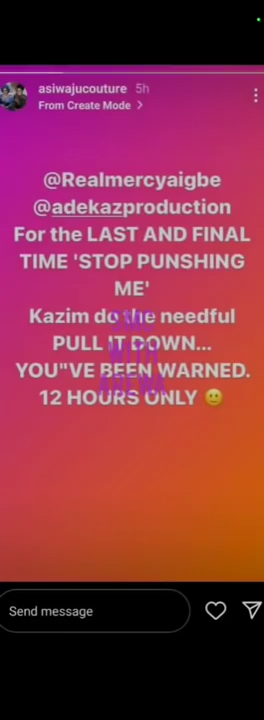 asiwajucouture 5h
From Create Mode >
@Realmercyaigbe
@adekazproduction
For the LAST AND FINAL
TIME 'STOP PUNSHING
ME'
Kazim do the needful
PULL IT DOWN...
YOU"VE BEEN WARNED.
12 HOURS ONLY 🙂
Send message